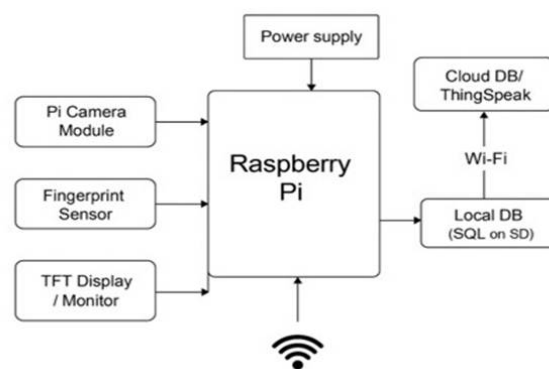 Power supply
Cloud DB/
ThingSpeak
Pi Camera
Module
Raspberry
Pi
Wi-Fi
Fingerprint
Sensor
Local DB
(SQL on SD)
TFT Display
/ Monitor